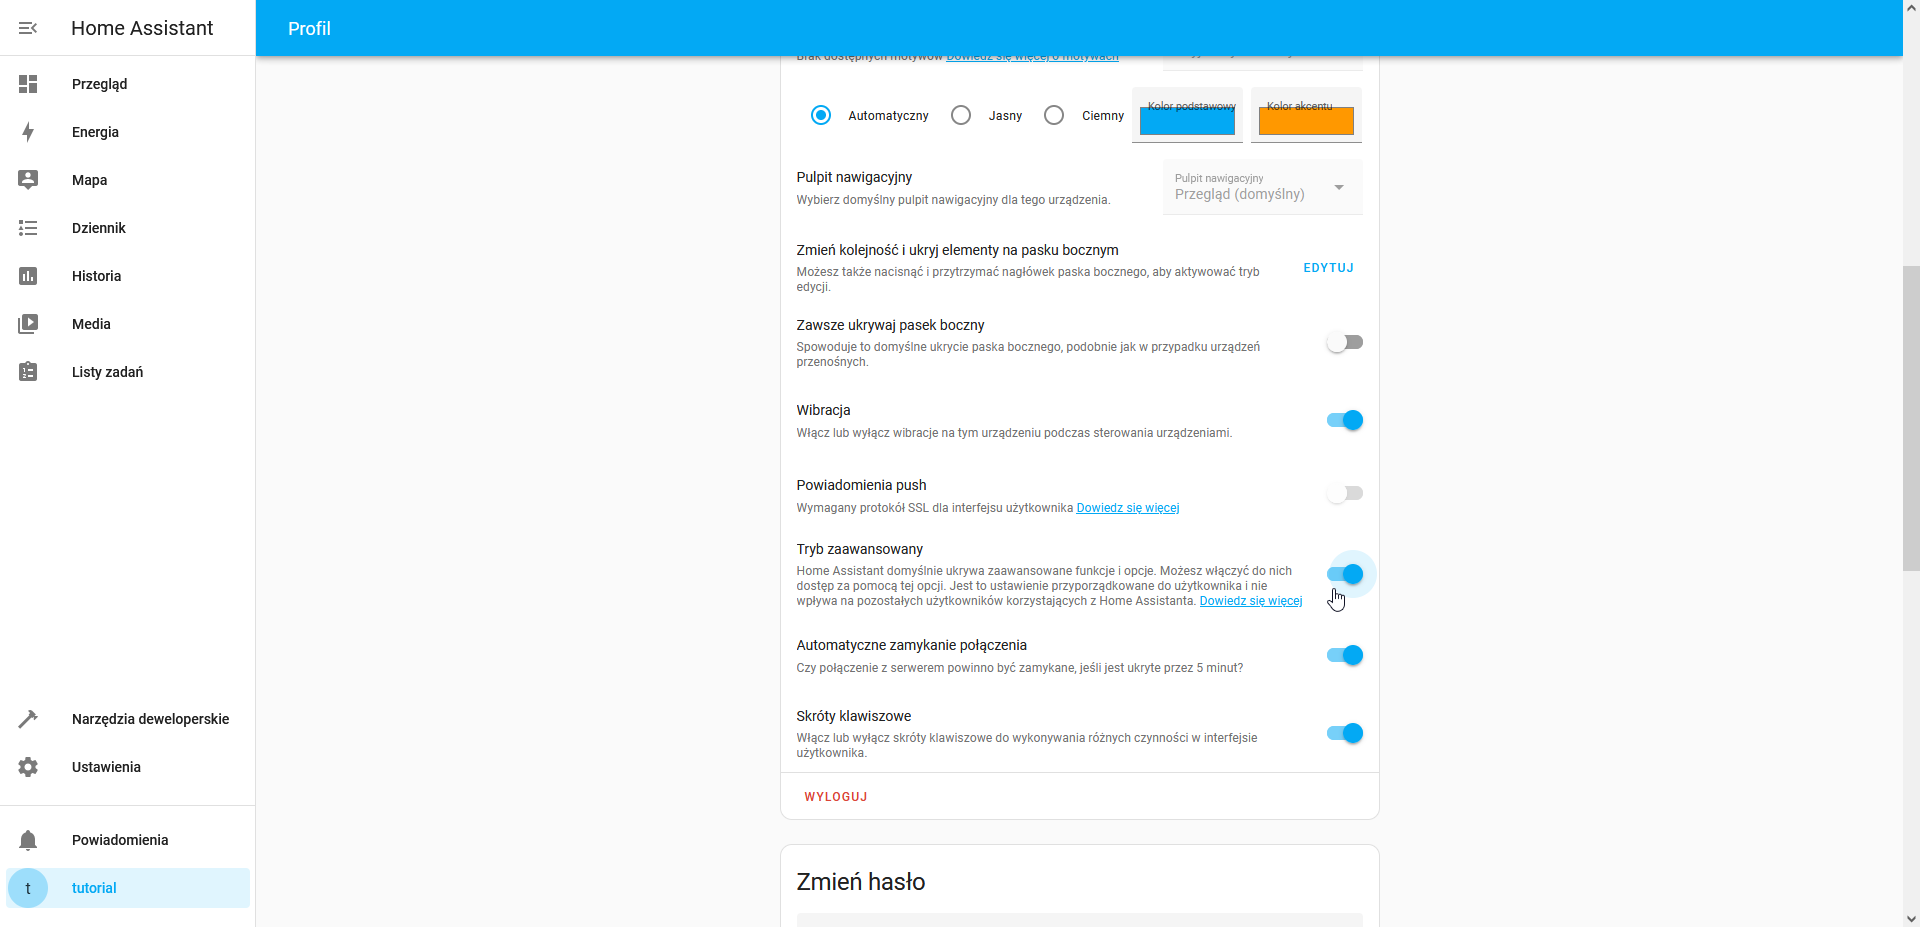 Home Assistant
Profil
Przegląd
Energia
Mapa
Dziennik
Historia
Media
Listy zadań
Narzędzia deweloperskie
Ustawienia
Powiadomienia
t
tutorial
Brak dostępnych motywów Dowiedz się więcej o motywach
Automatyczny
Jasny
Ciemny
Kolor podstawowy
Kolor akcentu
Pulpit nawigacyjny
Wybierz domyślny pulpit nawigacyjny dla tego urządzenia.
Pulpit nawigacyjny
Przegląd (domyślny)
Zmień kolejność i ukryj elementy na pasku bocznym
Możesz także nacisnąć i przytrzymać nagłówek paska bocznego, aby aktywować tryb
edycji.
EDYTUJ
Zawsze ukrywaj pasek boczny
Spowoduje to domyślne ukrycie paska bocznego, podobnie jak w przypadku urządzeń
przenośnych.
Wibracja
Włącz lub wyłącz wibracje na tym urządzeniu podczas sterowania urządzeniami.
Powiadomienia push
Wymagany protokół SSL dla interfejsu użytkownika Dowiedz się więcej
Tryb zaawansowany
Home Assistant domyślnie ukrywa zaawansowane funkcje i opcje. Możesz włączyć do nich
dostęp za pomocą tej opcji. Jest to ustawienie przyporządkowane do użytkownika i nie
wpływa na pozostałych użytkowników korzystających z Home Assistanta. Dowiedz się więcej
Automatyczne zamykanie połączenia
Czy połączenie z serwerem powinno być zamykane, jeśli jest ukryte przez 5 minut?
Skróty klawiszowe
Włącz lub wyłącz skróty klawiszowe do wykonywania różnych czynności w interfejsie
użytkownika.
WYLOGUJ
Zmień hasło